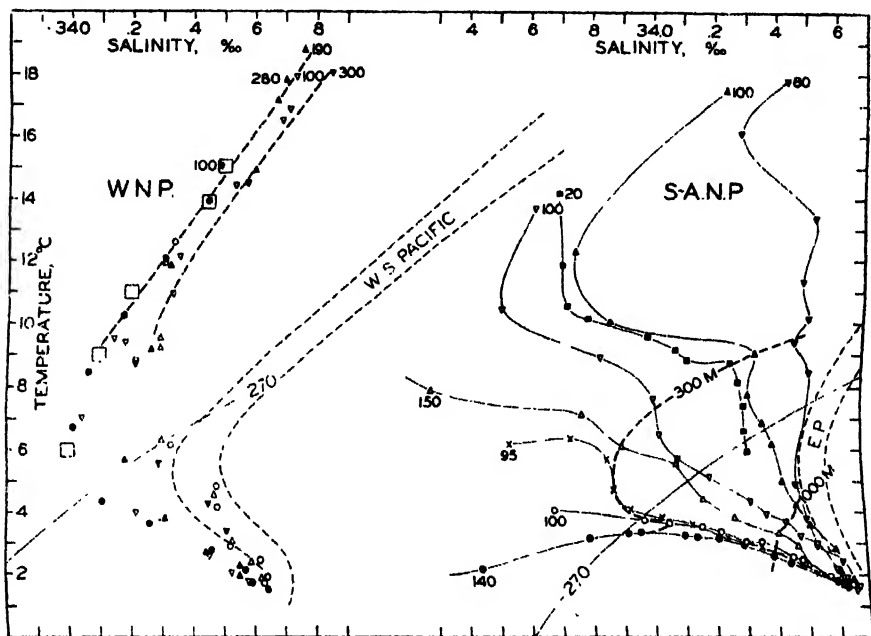 34.0 .2 4 6 8
SALINITY, ‰
6 8 34.0 .2 4 6
SALINITY, ‰
18
16
14
12
10
8
6
4
2
TEMPERATURE, °C
W.N.P.
190
280
100
300
100
W.S. PACIFIC
270
S-A.N.P.
100
80
20
100
300 M
150
95
100
140
E.P.
1000 M
270